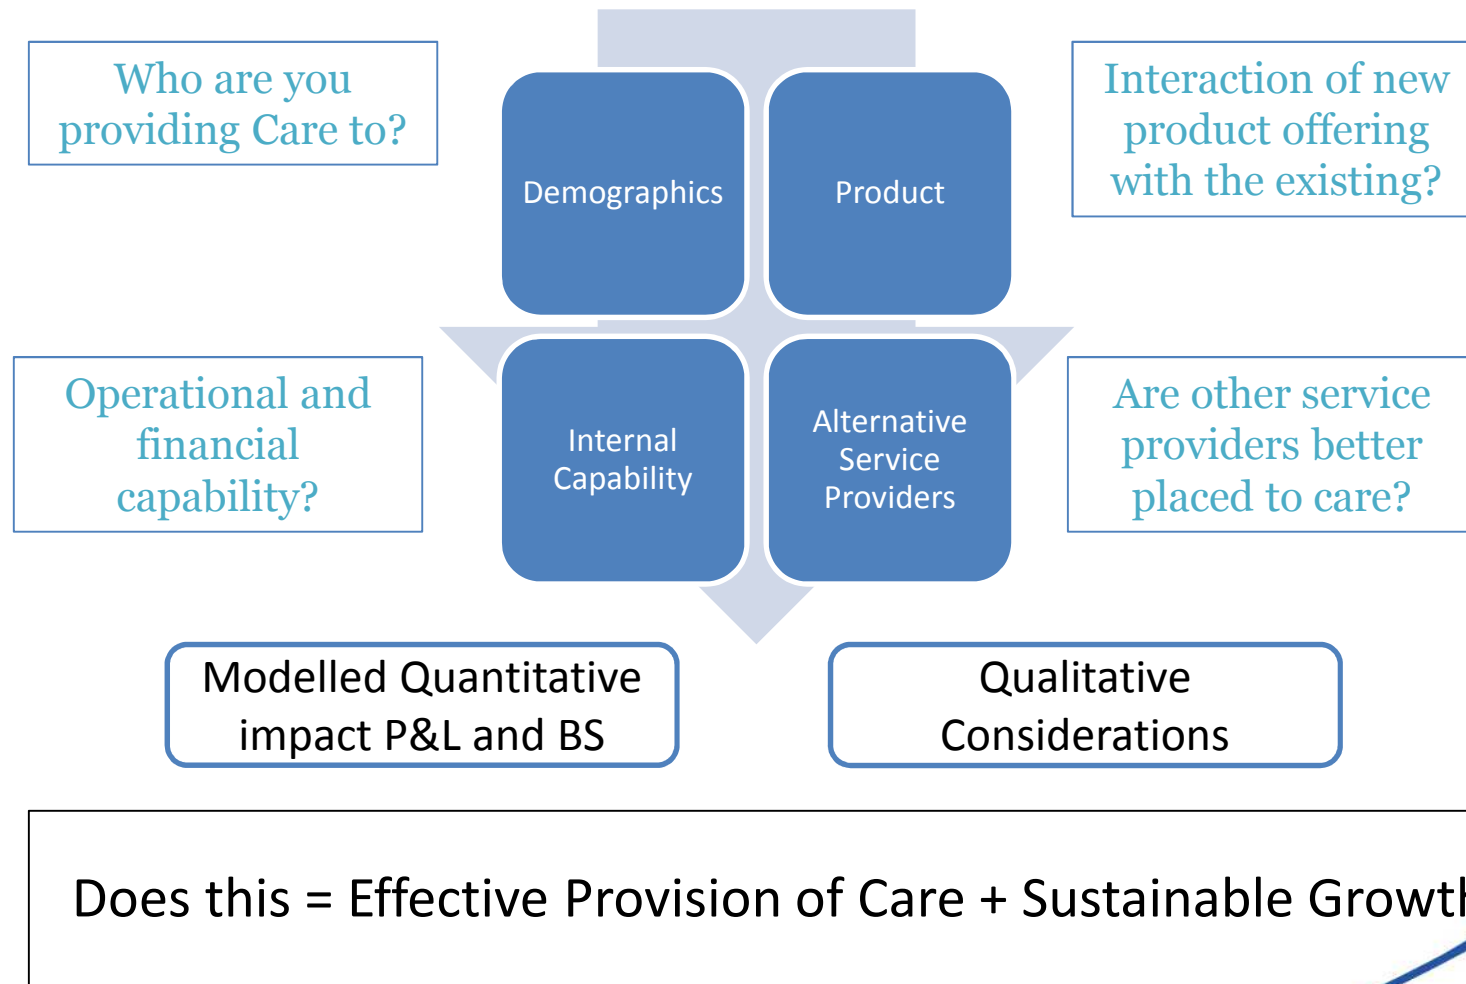 Who are you
providing Care to?
Demographics
Product
Interaction of new
product offering
with the existing?
Operational and
financial
capability?
Internal
Capability
Alternative
Service
Providers
Are other service
providers better
placed to care?
Modelled Quantitative
impact P&L and BS
Qualitative
Considerations
Does this = Effective Provision of Care + Sustainable Growth